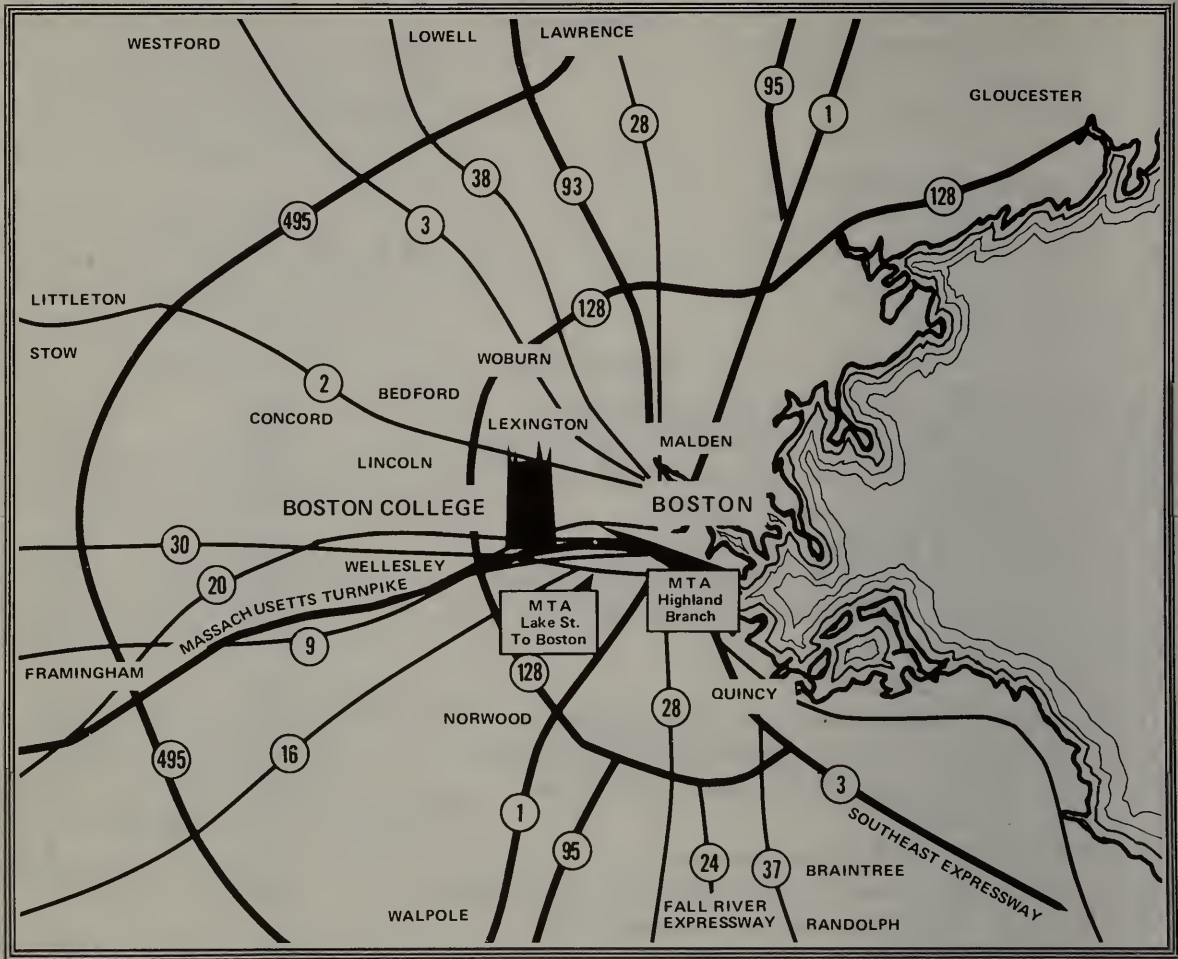 WESTFORD
LOWELL
LAWRENCE
95
1
GLOUCESTER
28
38
93
128
495
3
LITTLETON
128
STOW
WOBURN
2
BEDFORD
CONCORD
LEXINGTON
MALDEN
LINCOLN
BOSTON COLLEGE
BOSTON
30
WELLESLEY
20
MASSACHUSETTS TURNPIKE
MTA
Lake St.
To Boston
MTA
Highland
Branch
9
FRAMINGHAM
128
QUINCY
28
NORWOOD
16
495
3
SOUTHEAST EXPRESSWAY
1
95
24
37
BRAINTREE
WALPOLE
FALL RIVER
EXPRESSWAY
RANDOLPH